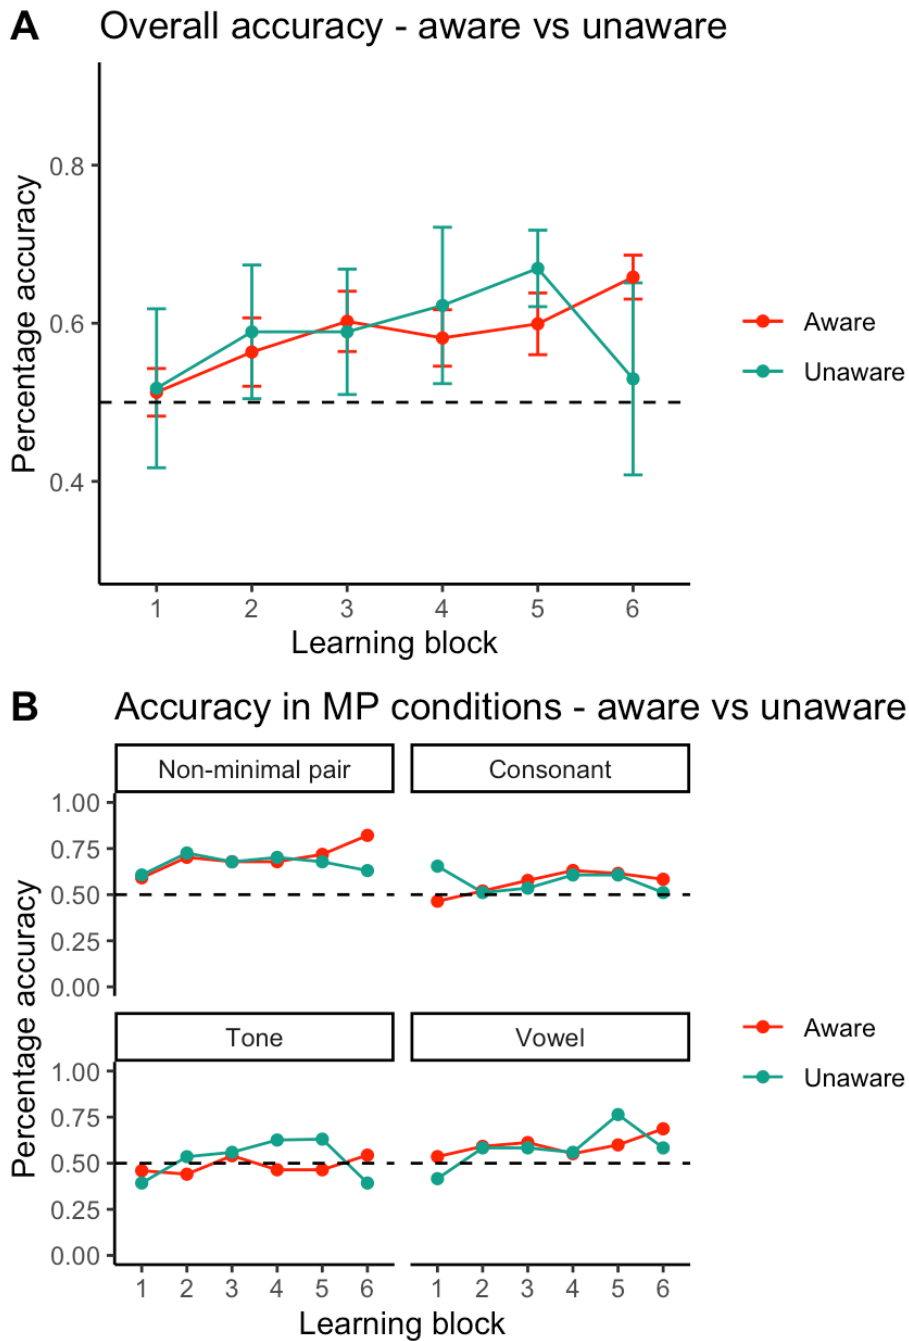 A Overall accuracy - aware vs unaware
Percentage accuracy
0.8
0.6
0.4
1 2 3 4 5 6
Learning block
Aware
Unaware
B Accuracy in MP conditions - aware vs unaware
Percentage accuracy
Non-minimal pair Consonant
1.00
0.75
0.50
0.25
0.00
Tone Vowel
1.00
0.75
0.50
0.25
0.00
1 2 3 4 5 6 1 2 3 4 5 6
Learning block
Aware
Unaware